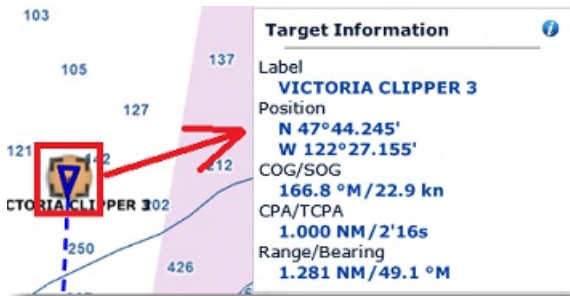 103
105
137
127
121
142
212
CTORIA CLIPPER 3
202
250
426
Target Information
Label
VICTORIA CLIPPER 3
Position
N 47°44.245'
W 122°27.155'
COG/SOG
166.8 °M/22.9 kn
CPA/TCPA
1.000 NM/2'16s
Range/Bearing
1.281 NM/49.1 °M